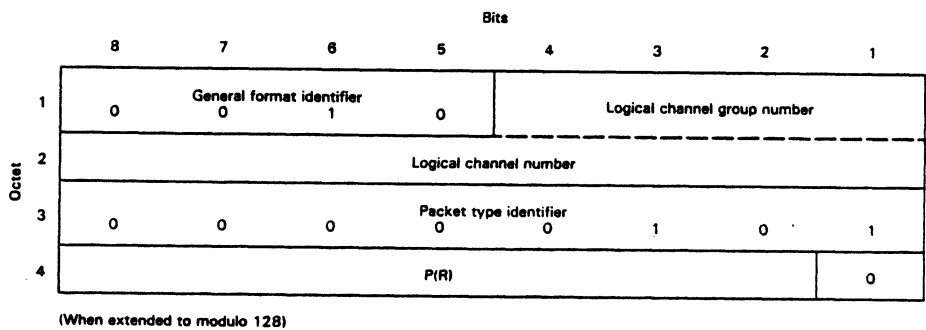 Bits
8 7 6 5 4 3 2 1
1 General format identifier Logical channel group number
0 0 1 0
2 Logical channel number
Octet
3 Packet type identifier
0 0 0 0 0 1 0 1
4 P(R) 0
(When extended to modulo 128)